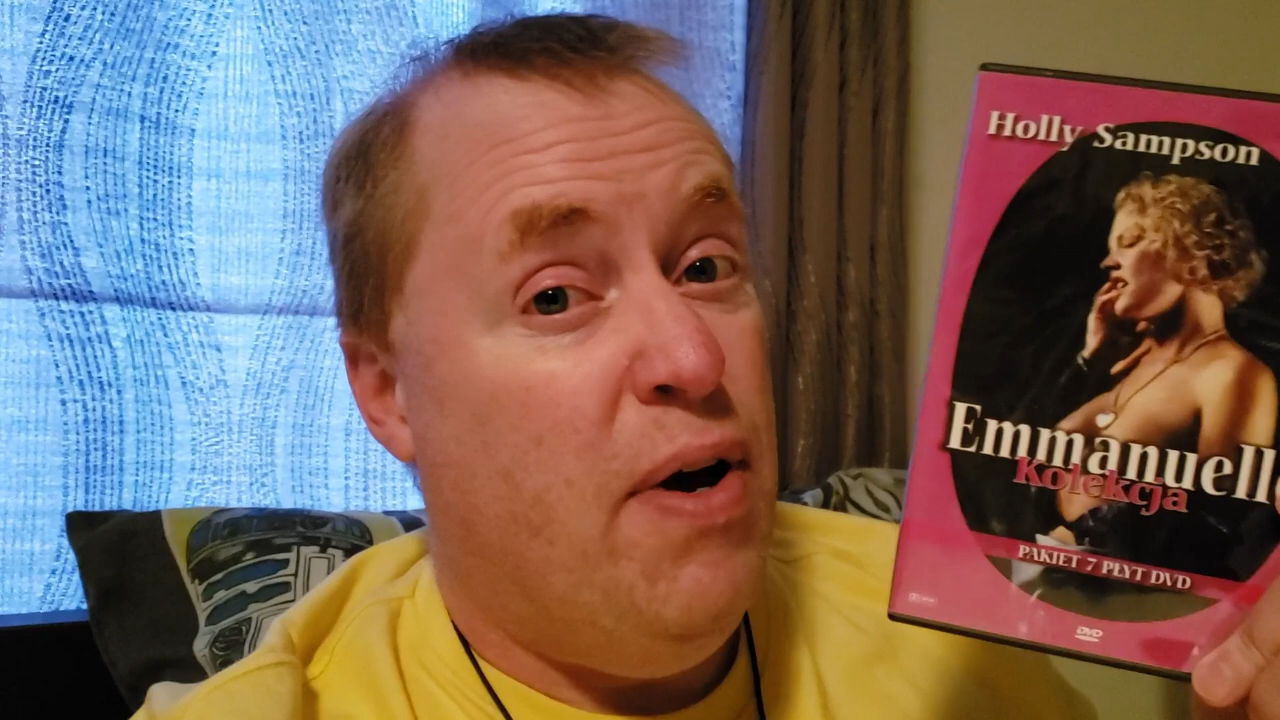 Holly Sampson
Emmanuelle
Kolekcja
PAKIET 7 PŁYT DVD
DVD